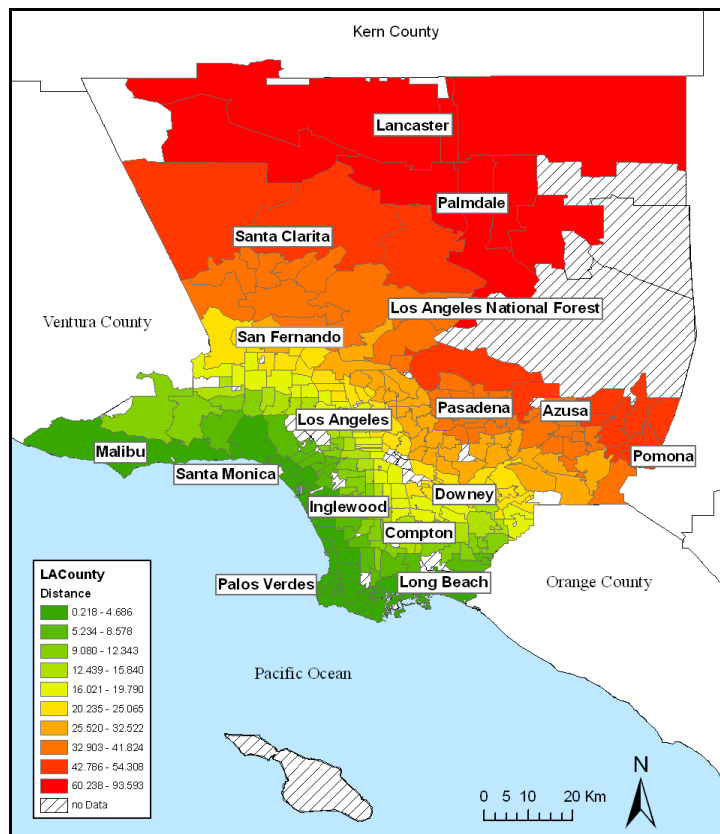 Kern County
Lancaster
Palmdale
Santa Clarita
Los Angeles National Forest
Ventura County
San Fernando
Pasadena
Azusa
Los Angeles
Malibu
Pomona
Santa Monica
Downey
Inglewood
Compton
Palos Verdes
Long Beach
Orange County
LACounty
Distance
0.218 - 4.686
5.234 - 8.578
9.080 - 12.343
12.439 - 15.840
16.021 - 19.790
20.235 - 25.065
25.520 - 32.522
32.903 - 41.824
42.786 - 54.308
60.238 - 93.593
no Data
Pacific Ocean
N
0 5 10 20 Km